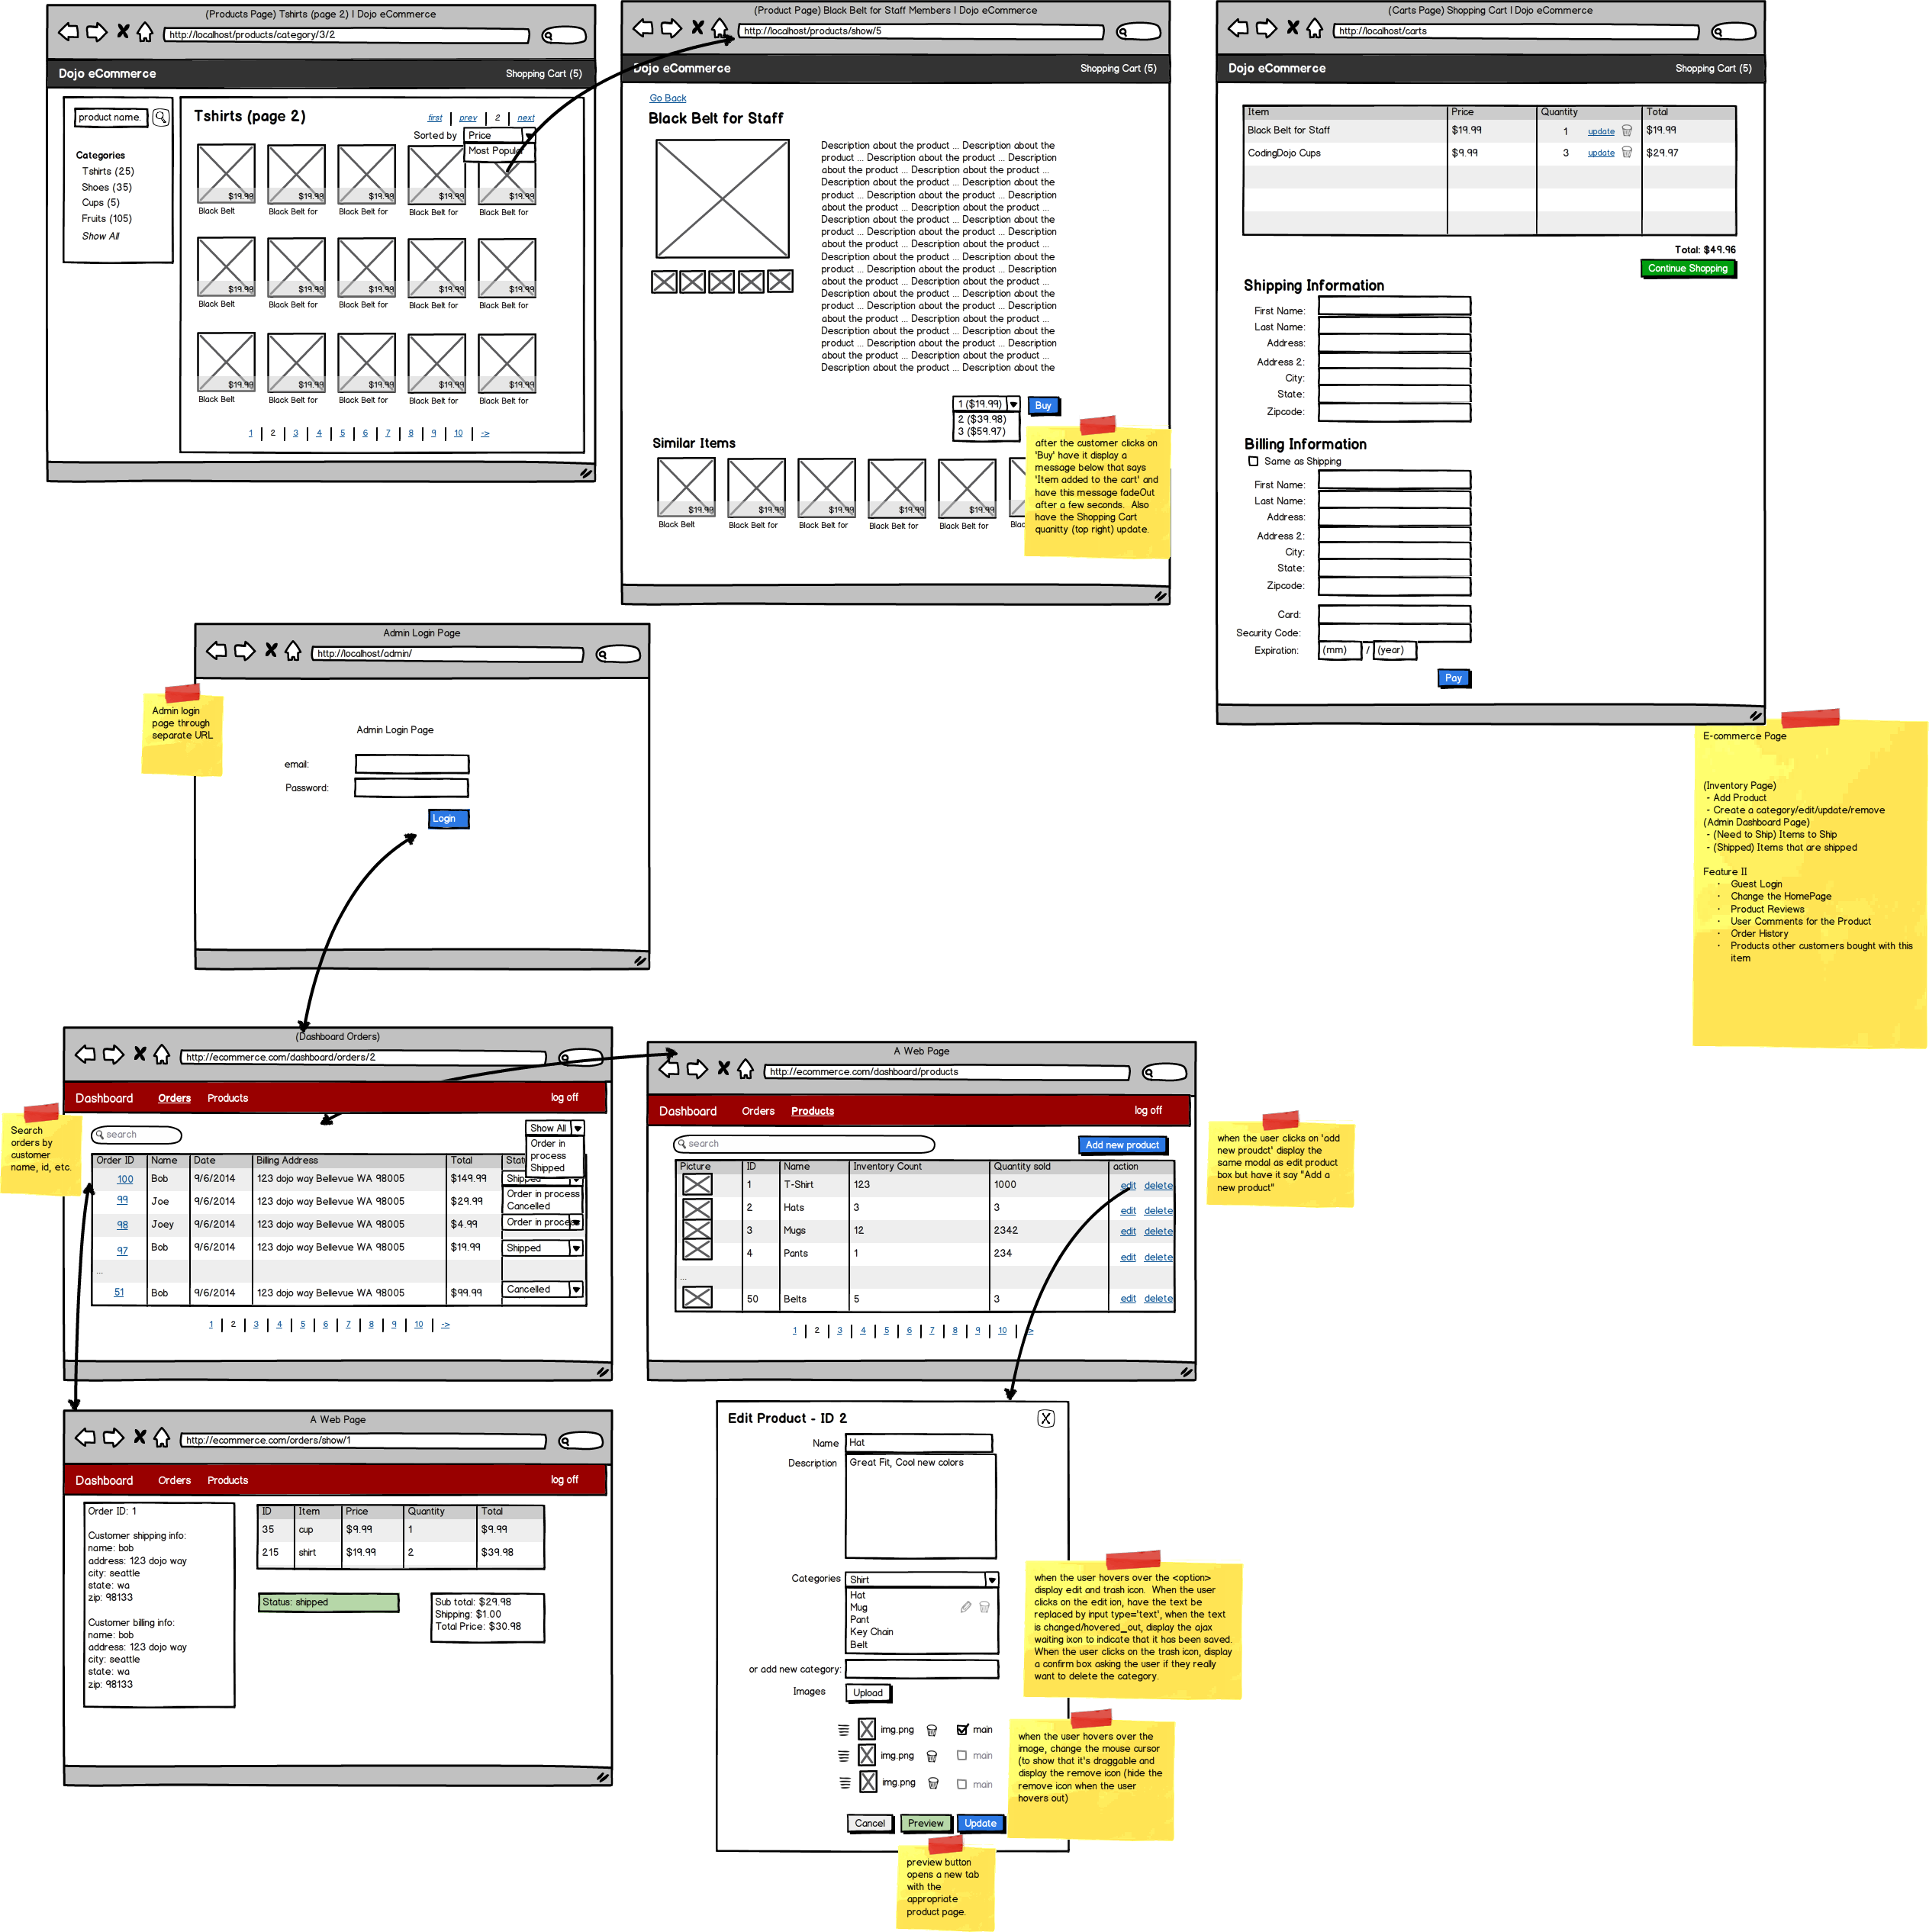 (Products Page) Tshirts (page 2) | Dojo eCommerce
http://localhost/products/category/3/2
Dojo eCommerce
Shopping Cart (5)
product name.
Categories
Tshirts (25)
Shoes (35)
Cups (5)
Fruits (105)
Show All
Tshirts (page 2)
first | prev | 2 | next
Sorted by Price
$19.99 $19.99 $19.99 $19.99 $19.99
Black Belt Black Belt for Black Belt for Black Belt for Black Belt for
$19.99 $19.99 $19.99 $19.99 $19.99
Black Belt Black Belt for Black Belt for Black Belt for Black Belt for
$19.99 $19.99 $19.99 $19.99 $19.99
Black Belt Black Belt for Black Belt for Black Belt for Black Belt for
1 | 2 | 3 | 4 | 5 | 6 | 7 | 8 | 9 | 10 | ->
(Product Page) Black Belt for Staff Members | Dojo eCommerce
http://localhost/products/show/5
Dojo eCommerce
Shopping Cart (5)
Go Back
Black Belt for Staff
Description about the product ... Description about the
product ... Description about the product ... Description
about the product ... Description about the product ...
Description about the product ... Description about the
product ... Description about the product ... Description
about the product ... Description about the product ...
Description about the product ... Description about the
product ... Description about the product ... Description
about the product ... Description about the product ...
Description about the product ... Description about the
product ... Description about the product ... Description
about the product ... Description about the product ...
Description about the product ... Description about the
product ... Description about the product ... Description
about the product ... Description about the product ...
Description about the product ... Description about the
product ... Description about the product ... Description
about the product ... Description about the product ...
Description about the product ... Description about the
1 ($19.99)
2 ($39.98)
3 ($59.97)
Buy
Similar Items
$19.99 $19.99 $19.99 $19.99 $19.99
Black Belt Black Belt for Black Belt for Black Belt for Black Belt for
after the customer clicks on
'Buy' have it display a
message below that says
'Item added to the cart' and
have this message fadeOut
after a few seconds. Also
have the Shopping Cart
quanitty (top right) update.
(Carts Page) Shopping Cart | Dojo eCommerce
http://localhost/carts
Dojo eCommerce
Shopping Cart (5)
Item Price Quantity Total
Black Belt for Staff $19.99 1 update $19.99
CodingDojo Cups $9.99 3 update $29.97
Total: $49.96
Continue Shopping
Shipping Information
First Name:
Last Name:
Address:
Address 2:
City:
State:
Zipcode:
Billing Information
Same as Shipping
First Name:
Last Name:
Address:
Address 2:
City:
State:
Zipcode:
Card:
Security Code:
Expiration: (mm) / (year)
Pay
E-commerce Page
(Inventory Page)
- Add Product
- Create a category/edit/update/remove
(Admin Dashboard Page)
- (Need to Ship) Items to Ship
- (Shipped) Items that are shipped
Feature II
· Guest Login
· Change the HomePage
· Product Reviews
· User Comments for the Product
· Order History
· Products other customers bought with this
item
Admin Login Page
http://localhost/admin/
Admin login
page through
separate URL
Admin Login Page
email:
Password:
Login
(Dashboard Orders)
http://ecommerce.com/dashboard/orders/2
Dashboard Orders Products log off
Search
orders by
customer
name, id, etc.
search
Show All
Order in
process
Shipped
Order ID Name Date Billing Address Total
100 Bob 9/6/2014 123 dojo way Bellevue WA 98005 $149.99
Order in process
Cancelled
99 Joe 9/6/2014 123 dojo way Bellevue WA 98005 $29.99
98 Joey 9/6/2014 123 dojo way Bellevue WA 98005 $4.99 Order in
97 Bob 9/6/2014 123 dojo way Bellevue WA 98005 $19.99 Shipped
...
51 Bob 9/6/2014 123 dojo way Bellevue WA 98005 $99.99 Cancelled
1 | 2 | 3 | 4 | 5 | 6 | 7 | 8 | 9 | 10 | ->
A Web Page
http://ecommerce.com/dashboard/products
Dashboard Orders Products log off
search
Add new product
Picture ID Name Inventory Count Quantity sold action
1 T-Shirt 123 1000 edit delete
2 Hats 3 3 edit delete
3 Mugs 12 2342 edit delete
4 Pants 1 234 edit delete
...
50 Belts 5 3 edit delete
1 | 2 | 3 | 4 | 5 | 6 | 7 | 8 | 9 | 10 |
when the user clicks on 'add
new proudct' display the
same modal as edit product
box but have it say "Add a
new product"
A Web Page
http://ecommerce.com/orders/show/1
Dashboard Orders Products log off
Order ID: 1
Customer shipping info:
name: bob
address: 123 dojo way
city: seattle
state: wa
zip: 98133
Customer billing info:
name: bob
address: 123 dojo way
city: seattle
state: wa
zip: 98133
ID Item Price Quantity Total
35 cup $9.99 1 $9.99
215 shirt $19.99 2 $39.98
Status: shipped
Sub total: $29.98
Shipping: $1.00
Total Price: $30.98
Edit Product - ID 2
X
Name Hat
Description Great Fit, Cool new colors
Categories Shirt
Hat
Mug
Pant
Key Chain
Belt
or add new category:
Images Upload
img.png main
img.png main
img.png main
Cancel Preview Update
when the user hovers over the <option>
display edit and trash icon. When the user
clicks on the edit ion, have the text be
replaced by input type='text', when the text
is changed/hovered_out, display the ajax
waiting ixon to indicate that it has been saved.
When the user clicks on the trash icon, display
a confirm box asking the user if they really
want to delete the category.
when the user hovers over the
image, change the mouse cursor
(to show that it's draggable and
display the remove icon (hide the
remove icon when the user
hovers out)
preview button
opens a new tab
with the
appropriate
product page.